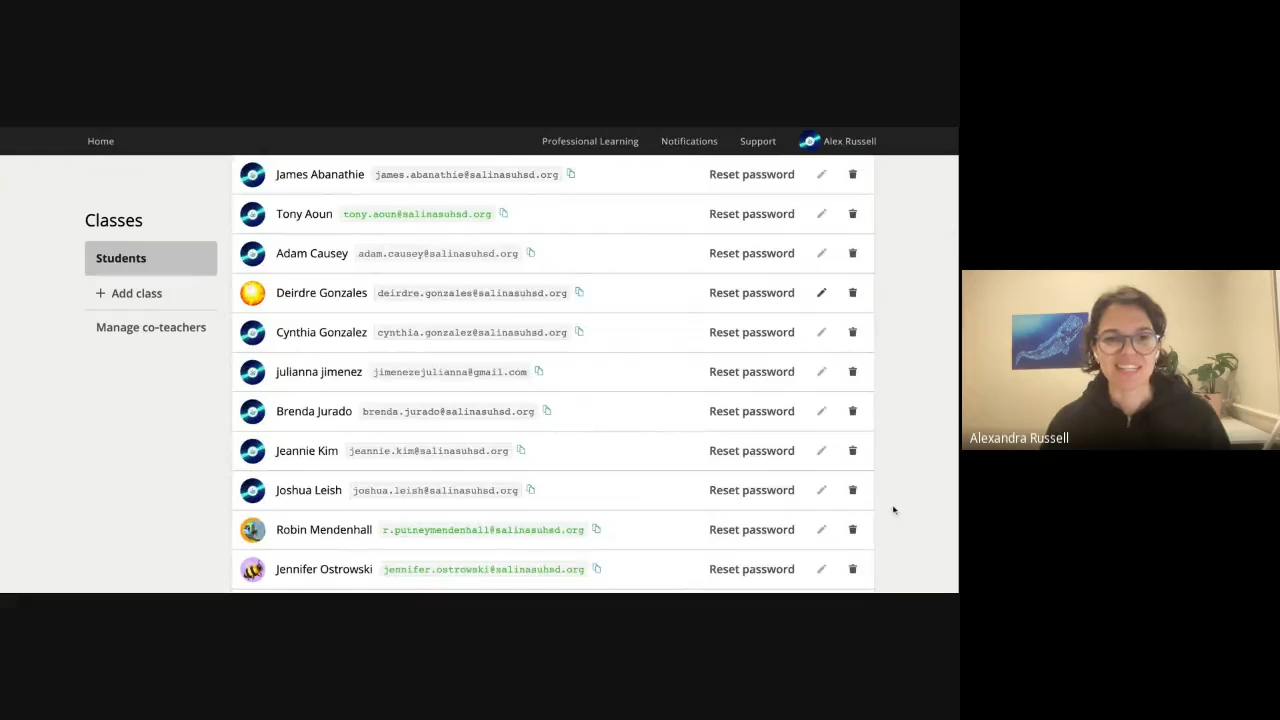 Home Professional Learning Notifications Support Alex Russell
Classes
Students
+ Add class
Manage co-teachers
James Abanathie james.abanathie@salinasuhsd.org Reset password
Tony Aoun tony.aoun@salinasuhsd.org Reset password
Adam Causey adam.causey@salinasuhsd.org Reset password
Deirdre Gonzales deirdre.gonzales@salinasuhsd.org Reset password
Cynthia Gonzalez cynthia.gonzalez@salinasuhsd.org Reset password
julianna jimenez jimenezejulianna@gmail.com Reset password
Brenda Jurado brenda.jurado@salinasuhsd.org Reset password
Jeannie Kim jeannie.kim@salinasuhsd.org Reset password
Joshua Leish joshua.leish@salinasuhsd.org Reset password
Robin Mendenhall r.putneymendenhall@salinasuhsd.org Reset password
Jennifer Ostrowski jennifer.ostrowski@salinasuhsd.org Reset password
Alexandra Russell